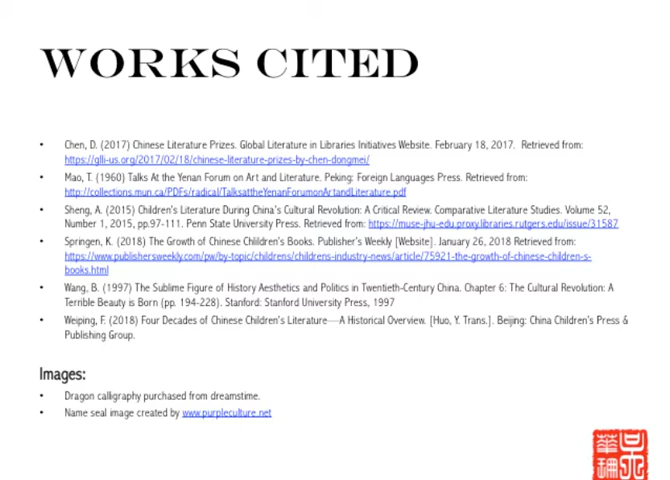 WORKS CITED
• Chen, D. (2017) Chinese Literature Prizes. Global Literature in Libraries Initiatives Website. February 18, 2017. Retrieved from:
https://glli-us.org/2017/02/18/chinese-literature-prizes-by-chen-dongmei/
• Mao, T. (1960) Talks At the Yenan Forum on Art and Literature. Peking: Foreign Languages Press. Retrieved from:
http://collections.mun.ca/PDFs/radical/TalksattheYenanForumonArtandLiterature.pdf
• Sheng, A. (2015) Children's Literature During China's Cultural Revolution: A Critical Review. Comparative Literature Studies. Volume 52,
Number 1, 2015, pp.97-111. Penn State University Press. Retrieved from: https://muse-jhu-edu.proxy.libraries.rutgers.edu/issue/31587
• Springen, K. (2018) The Growth of Chinese Chlildren's Books. Publisher's Weekly [Website]. January 26, 2018 Retrieved from:
https://www.publishersweekly.com/pw/by-topic/childrens/childrens-industry-news/article/75921-the-growth-of-chinese-children-s-
books.html
• Wang, B. (1997) The Sublime Figure of History Aesthetics and Politics in Twentieth-Century China. Chapter 6: The Cultural Revolution: A
Terrible Beauty is Born (pp. 194-228). Stanford: Stanford University Press, 1997
• Weiping, F. (2018) Four Decades of Chinese Children's Literature—A Historical Overview. [Huo, Y. Trans.]. Beijing: China Children's Press &
Publishing Group.
Images:
• Dragon calligraphy purchased from dreamstime.
• Name seal image created by www.purpleculture.net